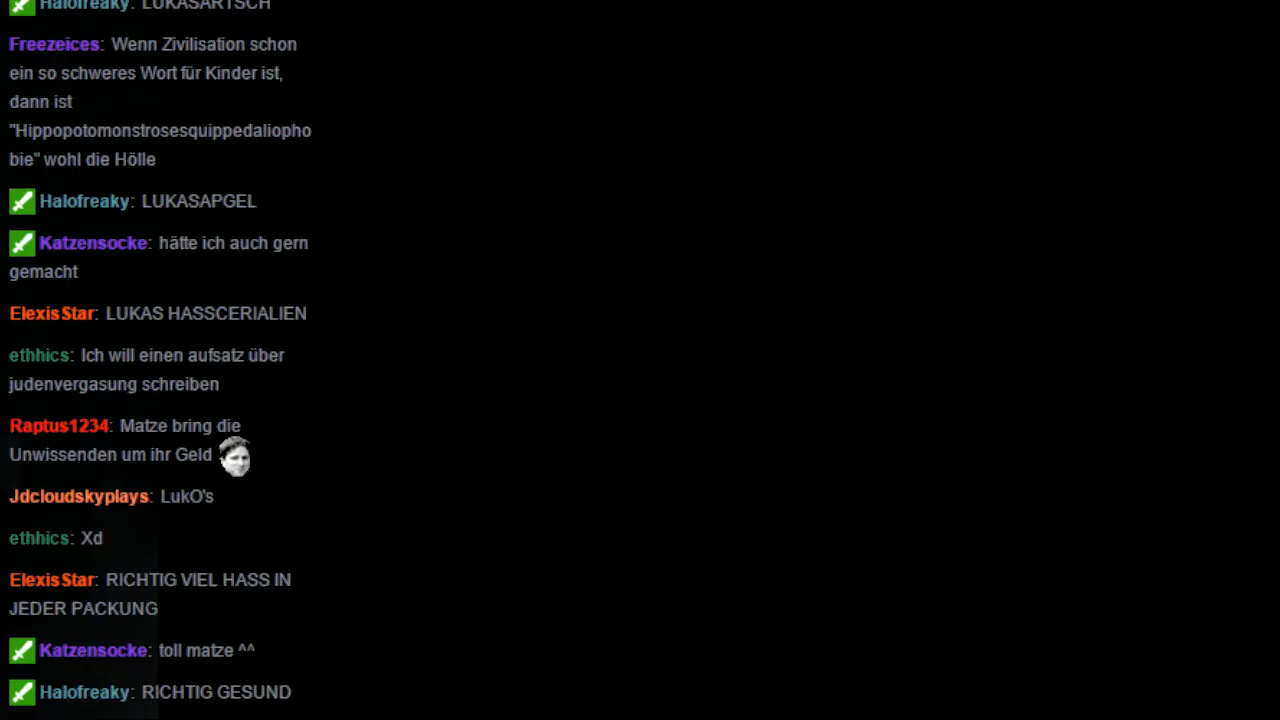 Halofreaky: LUKASARTSCH
Freezeices: Wenn Zivilisation schon
ein so schweres Wort für Kinder ist,
dann ist
"Hippopotomonstrosesquippedaliopho
bie" wohl die Hölle
Halofreaky: LUKASAPGEL
Katzensocke: hätte ich auch gern
gemacht
ElexisStar: LUKAS HASSCERIALIEN
ethhics: Ich will einen aufsatz über
judenvergasung schreiben
Raptus1234: Matze bring die
Unwissenden um ihr Geld
Jdcloudskyplays: LukO's
ethhics: Xd
ElexisStar: RICHTIG VIEL HASS IN
JEDER PACKUNG
Katzensocke: toll matze ^^
Halofreaky: RICHTIG GESUND